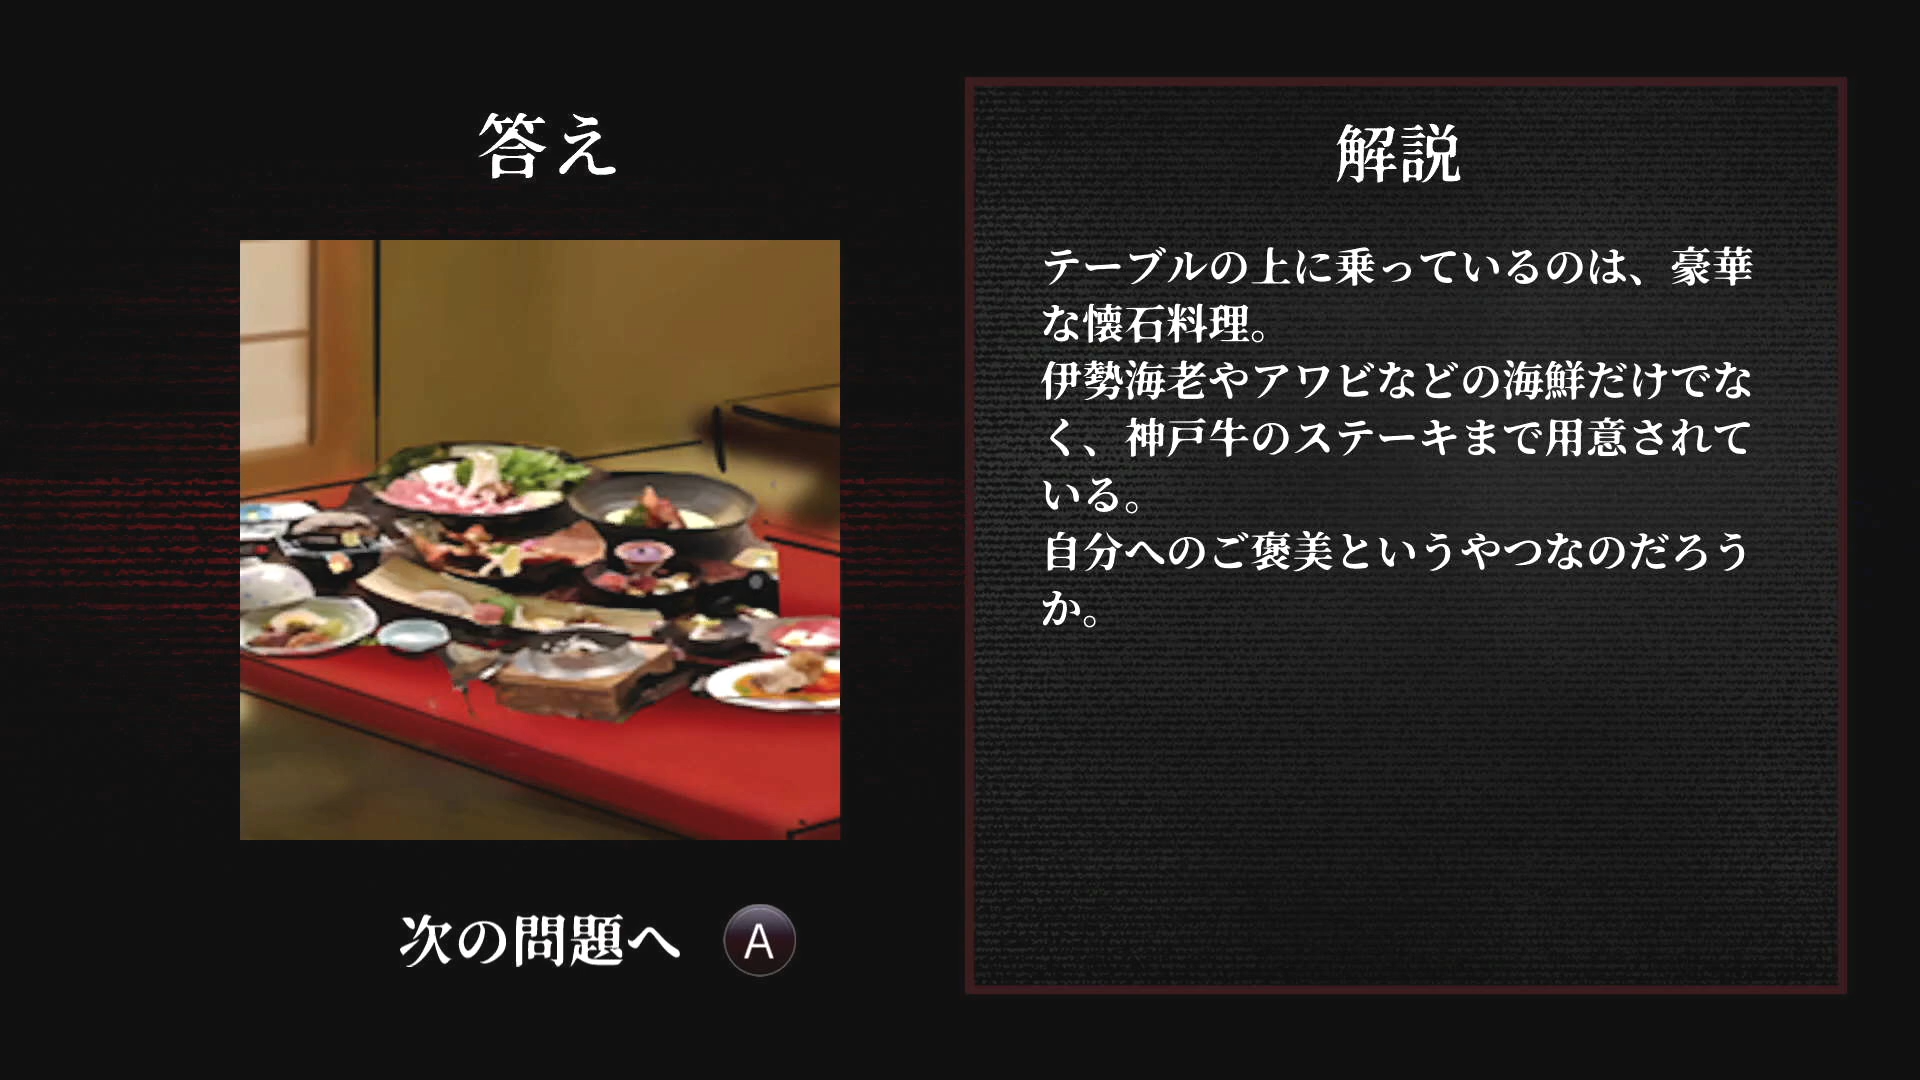 答え
次の問題へ A
解説
テーブルの上に乗っているのは、豪華
な懐石料理。
伊勢海老やアワビなどの海鮮だけでな
く、神戸牛のステーキまで用意されて
いる。
自分へのご褒美というやつなのだろう
か。